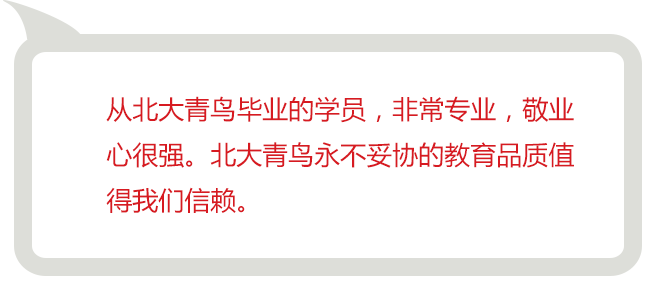 从北大青鸟毕业的学员，非常专业，敬业
心很强。北大青鸟永不妥协的教育品质值
得我们信赖。